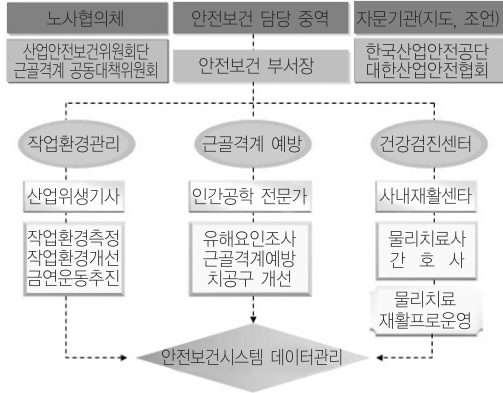 노사협의체
안전보건 담당 중역
자문기관(지도, 조언)
산업안전보건위원회단
근골격계 공동대책위원회
안전보건 부서장
한국산업안전공단
대한산업안전협회
작업환경관리
근골격계 예방
건강검진센터
산업위생기사
인간공학 전문가
사내재활센타
작업환경측정
작업환경개선
금연운동추진
유해요인조사
근골격계예방
치공구 개선
물리치료사
간 호 사
물리치료
재활프로운영
안전보건시스템 데이터관리